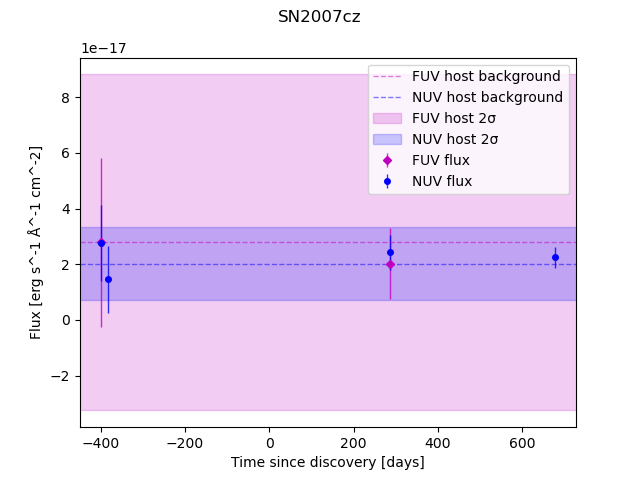 SN2007cz
1e−17
FUV host background
NUV host background
FUV host 2σ
NUV host 2σ
FUV flux
NUV flux
8
6
4
2
0
−2
Flux [erg s^-1 Å^-1 cm^-2]
−400
−200
0
200
400
600
Time since discovery [days]